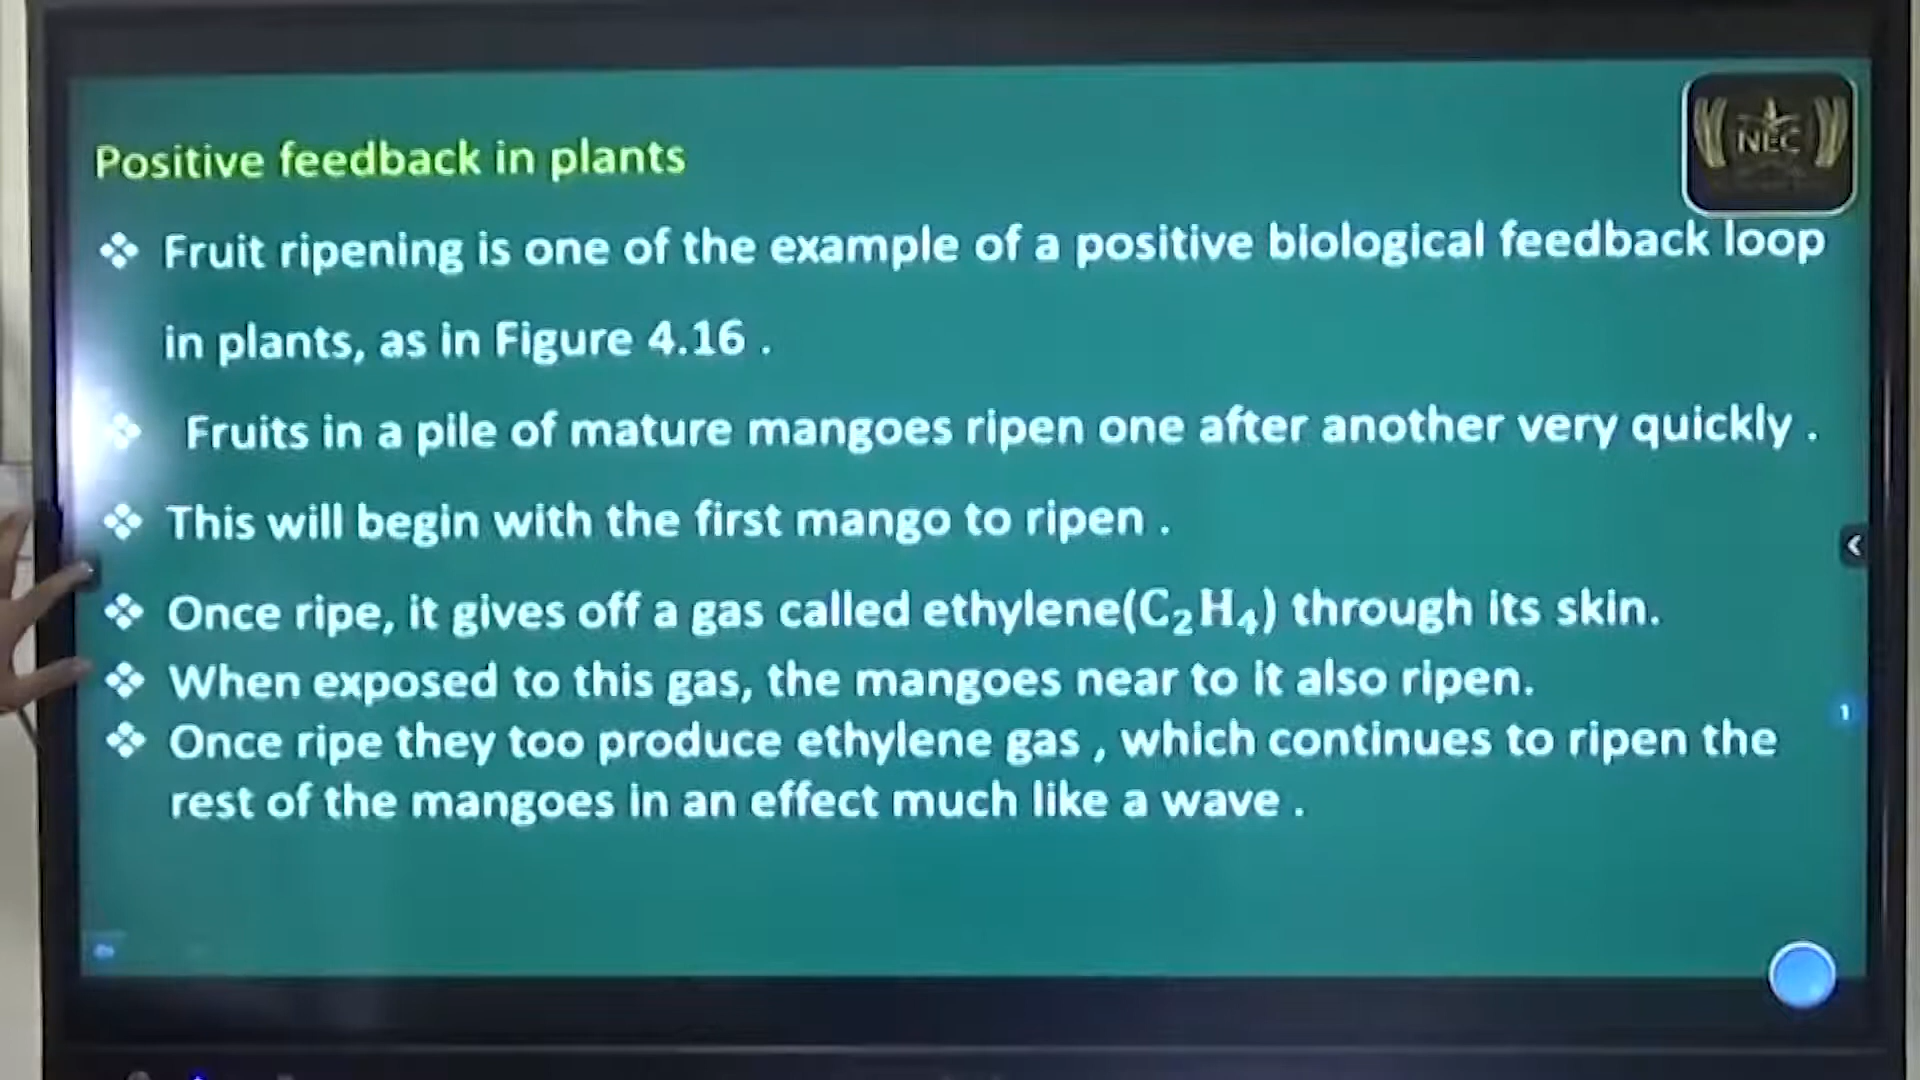 NEC
Positive feedback in plants
❖ Fruit ripening is one of the example of a positive biological feedback loop
in plants, as in Figure 4.16 .
❖ Fruits in a pile of mature mangoes ripen one after another very quickly .
❖ This will begin with the first mango to ripen .
❖ Once ripe, it gives off a gas called ethylene(C₂H₄) through its skin.
❖ When exposed to this gas, the mangoes near to it also ripen.
❖ Once ripe they too produce ethylene gas , which continues to ripen the
rest of the mangoes in an effect much like a wave .
1